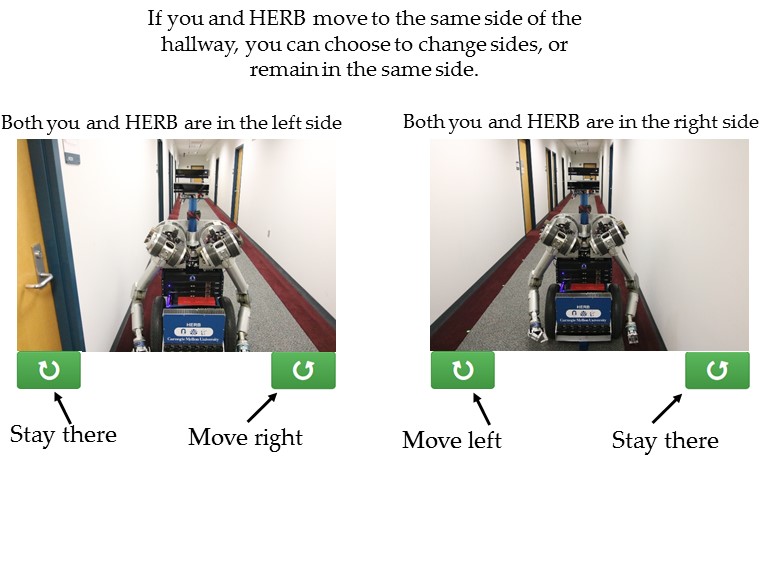 If you and HERB move to the same side of the
hallway, you can choose to change sides, or
remain in the same side.
Both you and HERB are in the left side
Both you and HERB are in the right side
HERB
Carnegie Mellon University
HERB
Carnegie Mellon University
Stay there
Move right
Move left
Stay there